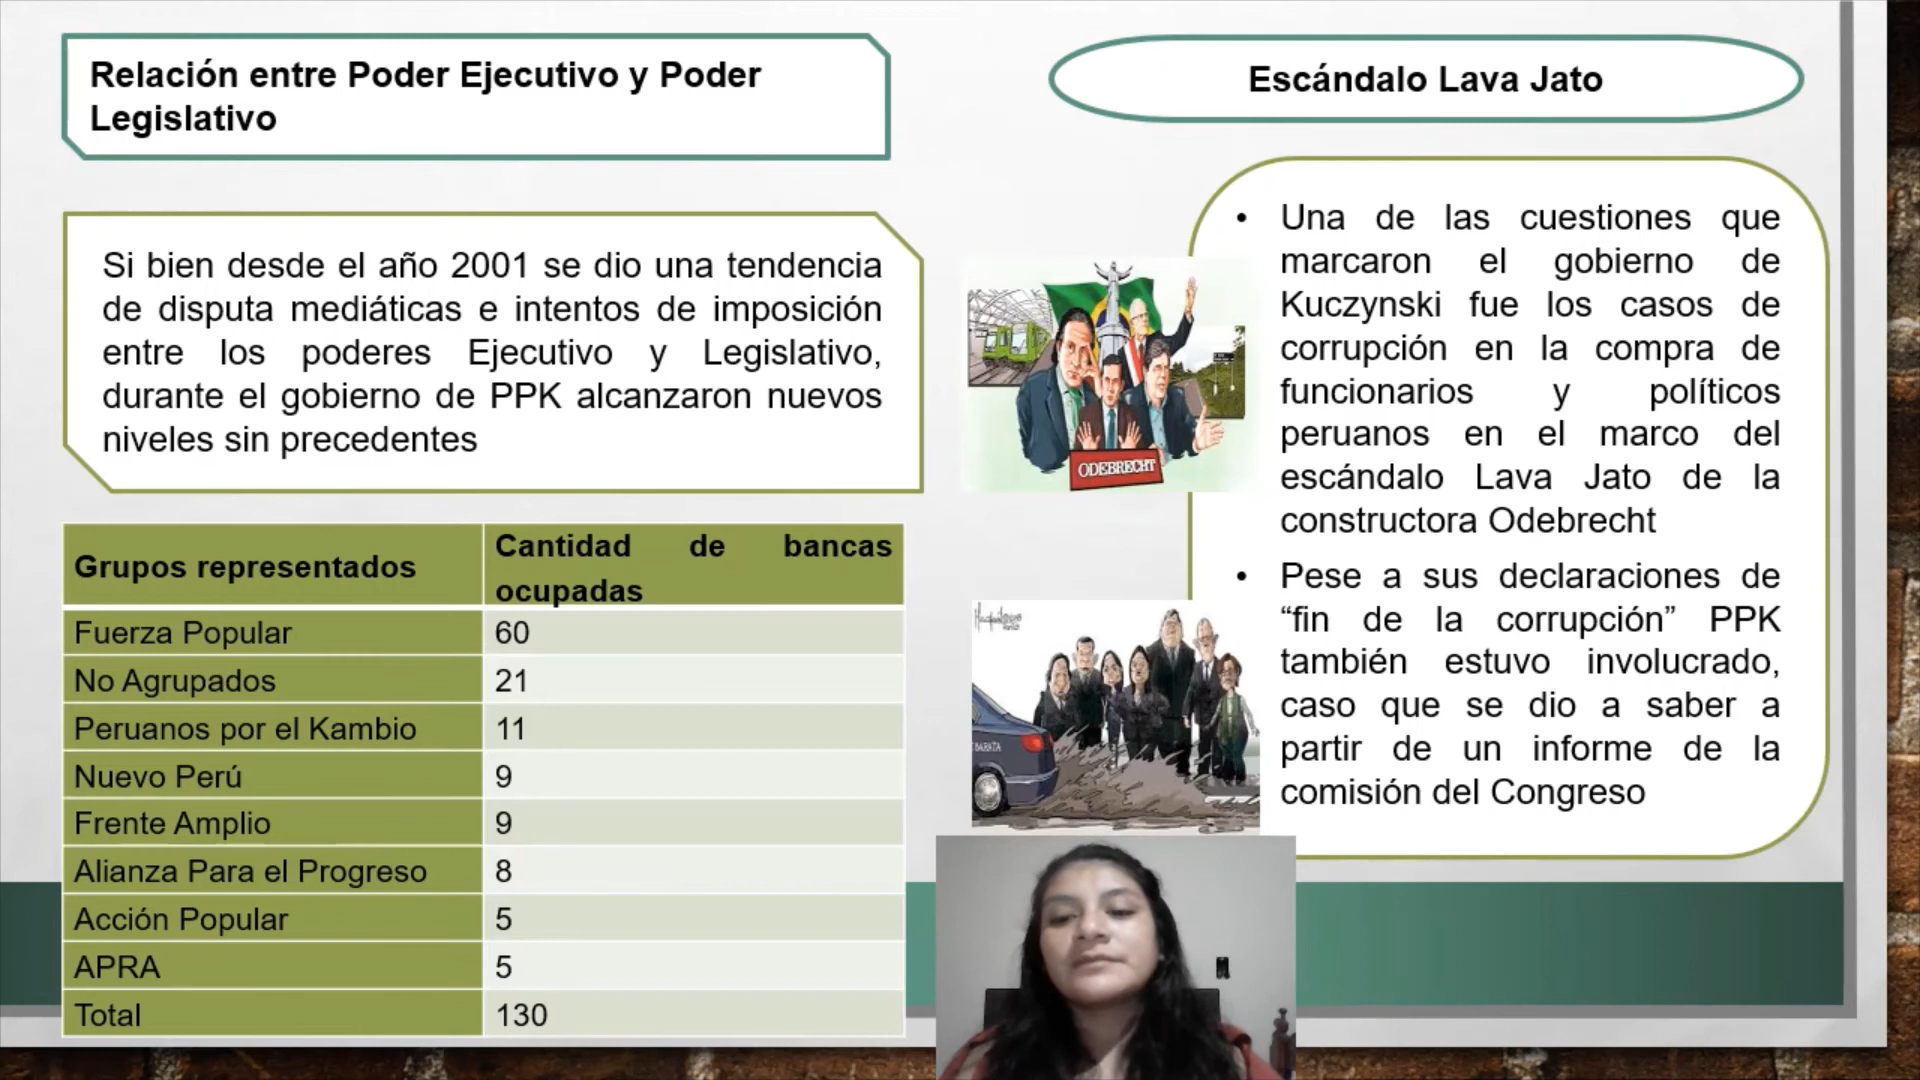 Relación entre Poder Ejecutivo y Poder
Legislativo
Si bien desde el año 2001 se dio una tendencia
de disputa mediáticas e intentos de imposición
entre los poderes Ejecutivo y Legislativo,
durante el gobierno de PPK alcanzaron nuevos
niveles sin precedentes
Grupos representados
Cantidad de bancas
ocupadas
Fuerza Popular
60
No Agrupados
21
Peruanos por el Kambio
11
Nuevo Perú
9
Frente Amplio
9
Alianza Para el Progreso
8
Acción Popular
5
APRA
5
Total
130
Escándalo Lava Jato
• Una de las cuestiones que
marcaron el gobierno de
Kuczynski fue los casos de
corrupción en la compra de
funcionarios y políticos
peruanos en el marco del
escándalo Lava Jato de la
constructora Odebrecht
• Pese a sus declaraciones de
“fin de la corrupción” PPK
también estuvo involucrado,
caso que se dio a saber a
partir de un informe de la
comisión del Congreso
ODEBRECHT
BARATA